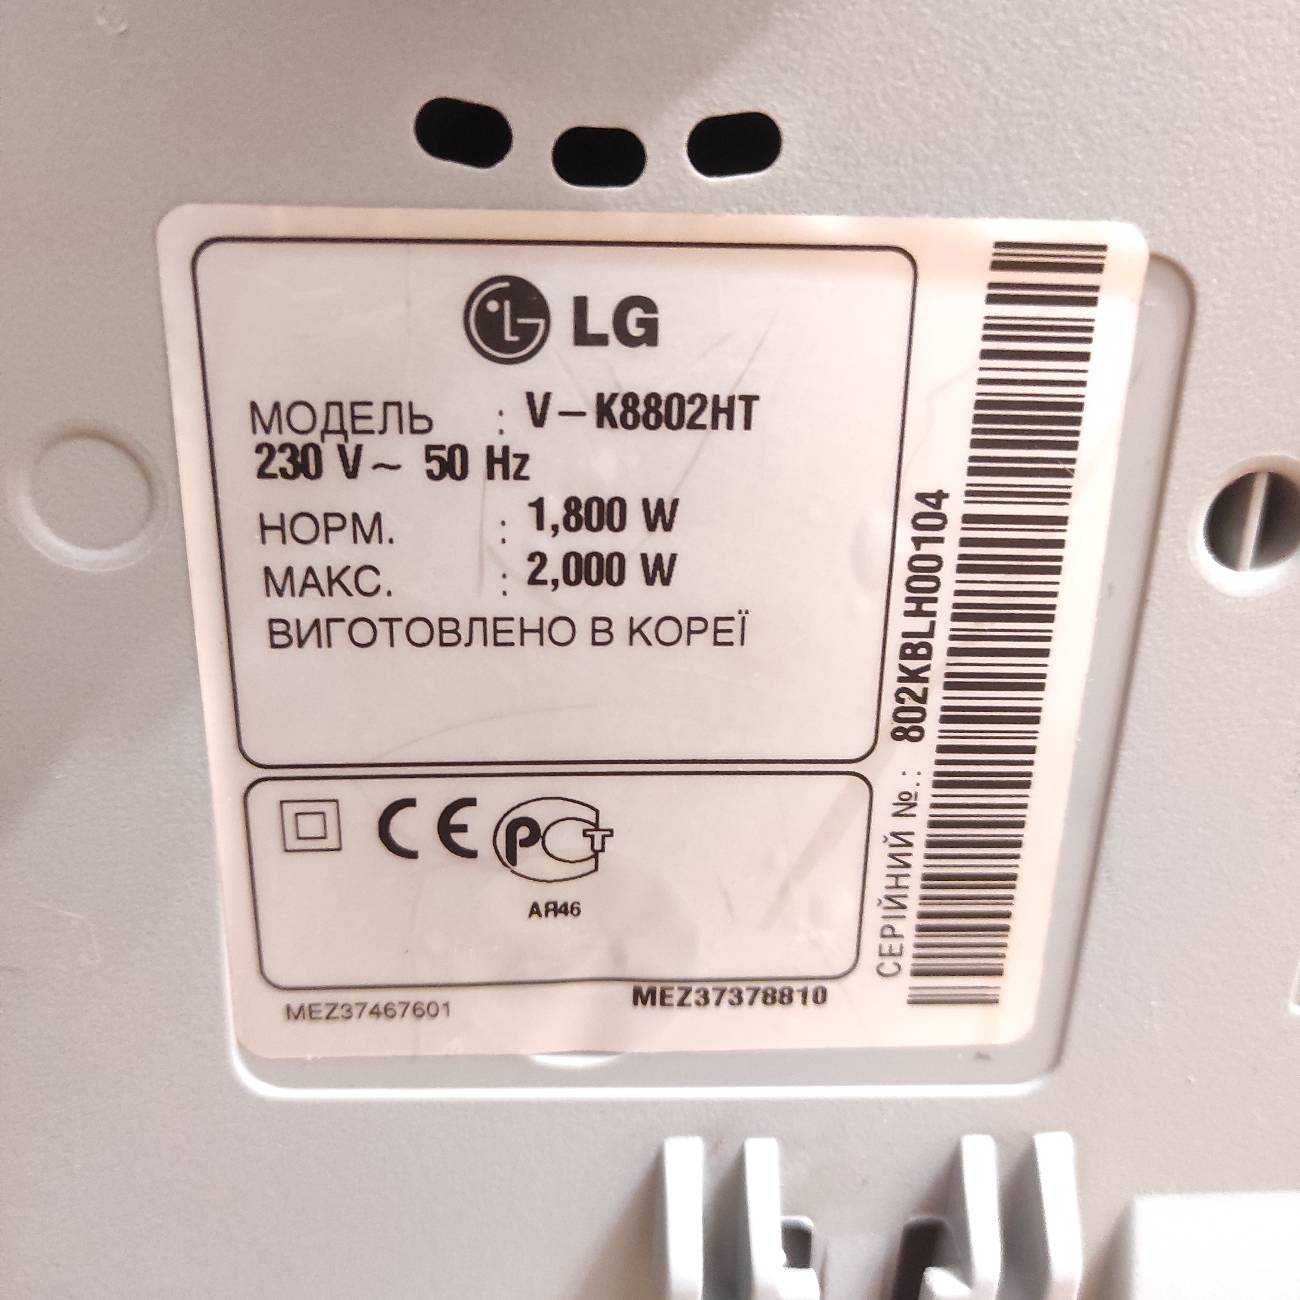 LG
МОДЕЛЬ : V-K8802HT
230 V~ 50 Hz
НОРМ. : 1,800 W
МАКС. : 2,000 W
ВИГОТОВЛЕНО В КОРЕЇ
CE РСТ
АЯ46
MEZ37467601
MEZ37378810
СЕРІЙНИЙ №.: 802KBLH00104